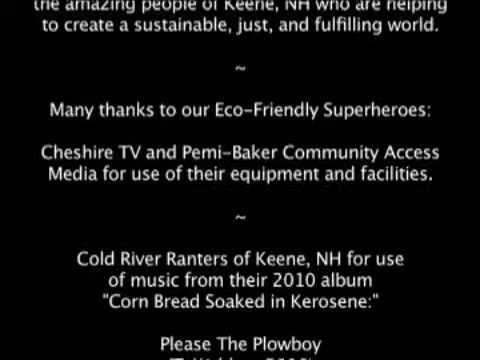 the amazing people of Keene, NH who are helping
to create a sustainable, just, and fulfilling world.
~
Many thanks to our Eco-Friendly Superheroes:
Cheshire TV and Pemi-Baker Community Access
Media for use of their equipment and facilities.
~
Cold River Ranters of Keene, NH for use
of music from their 2010 album
"Corn Bread Soaked in Kerosene:"
Please The Plowboy